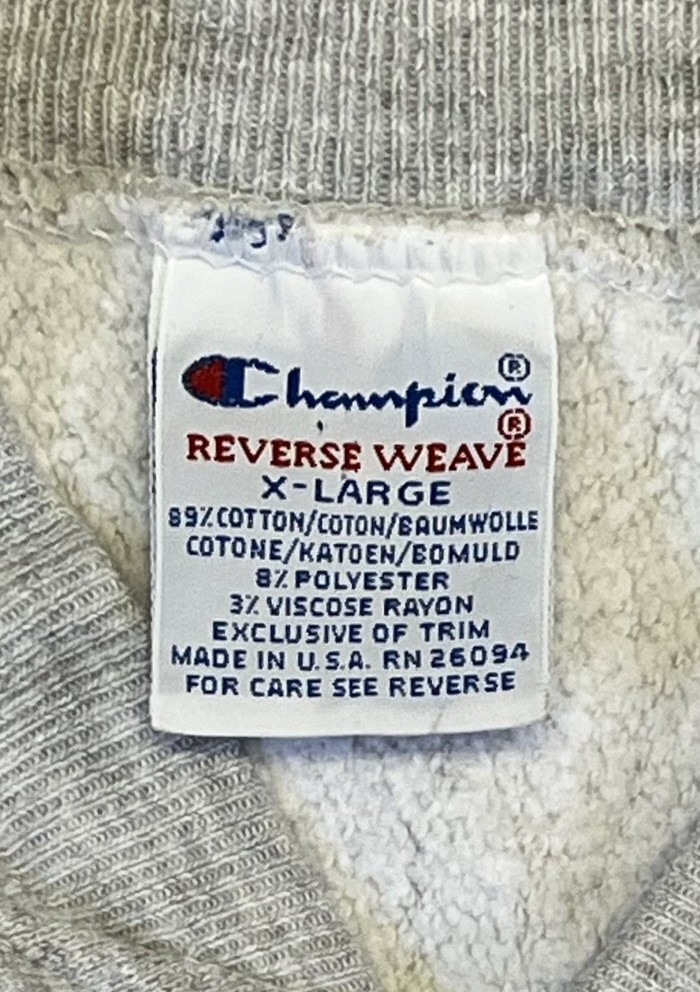 Champion®
®
REVERSE WEAVE
X-LARGE
89% COTTON/COTON/BAUMWOLLE
COTONE/KATOEN/BOMULD
8% POLYESTER
3% VISCOSE RAYON
EXCLUSIVE OF TRIM
MADE IN U.S.A. RN 26094
FOR CARE SEE REVERSE